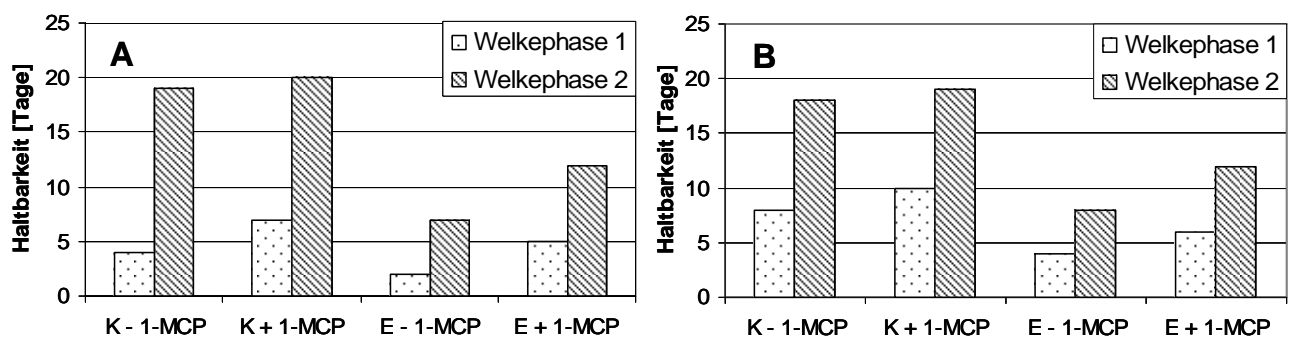 A
Haltbarkeit [Tage]
25
20
15
10
5
0
Welkephase 1
Welkephase 2
K - 1-MCP K + 1-MCP E - 1-MCP E + 1-MCP
B
Haltbarkeit [Tage]
25
20
15
10
5
0
Welkephase 1
Welkephase 2
K - 1-MCP K + 1-MCP E - 1-MCP E + 1-MCP